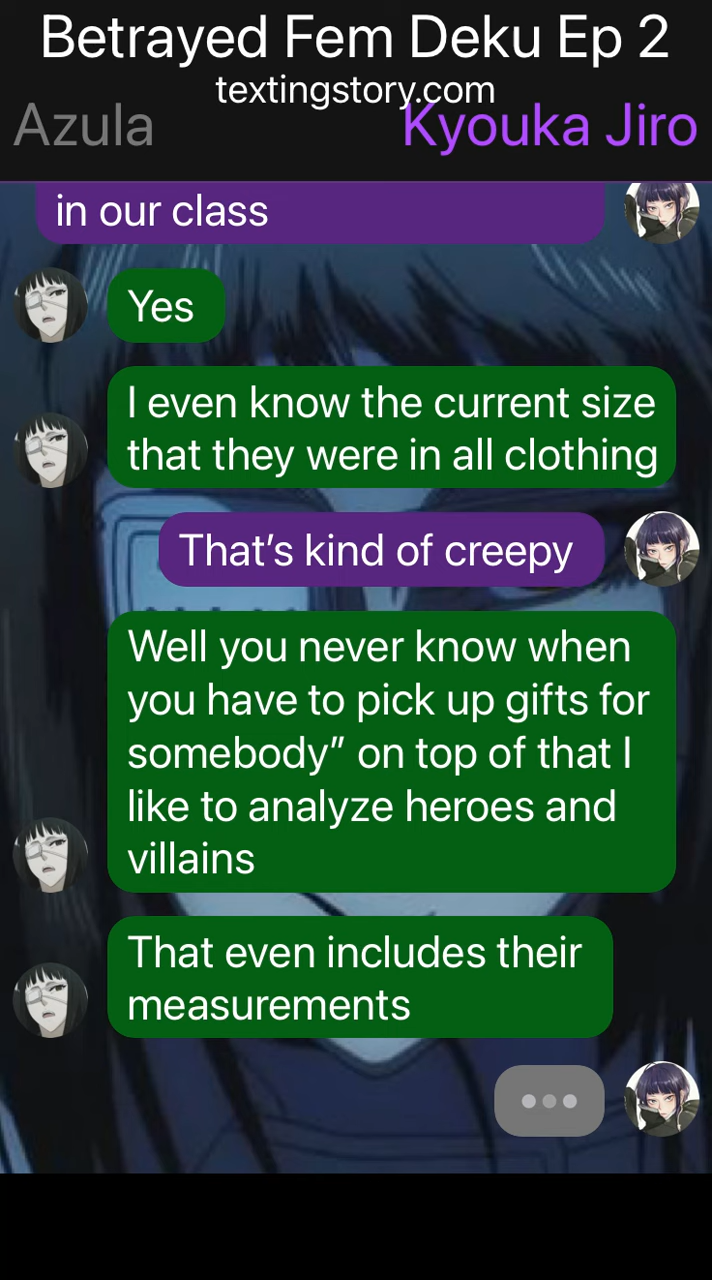 Betrayed Fem Deku Ep 2
textingstory.com
Azula
Kyouka Jiro
in our class
Yes
I even know the current size
that they were in all clothing
That’s kind of creepy
Well you never know when
you have to pick up gifts for
somebody” on top of that I
like to analyze heroes and
villains
That even includes their
measurements